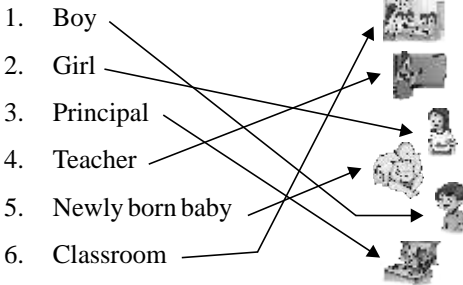 1. Boy
2. Girl
3. Principal
4. Teacher
5. Newly born baby
6. Classroom